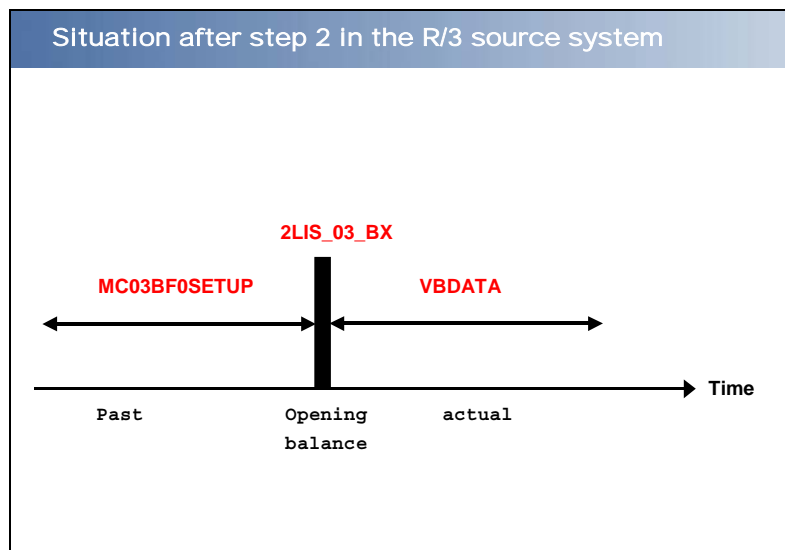 Situation after step 2 in the R/3 source system
2LIS_03_BX
MC03BF0SETUP
VBDATA
Time
Past
Opening
balance
actual